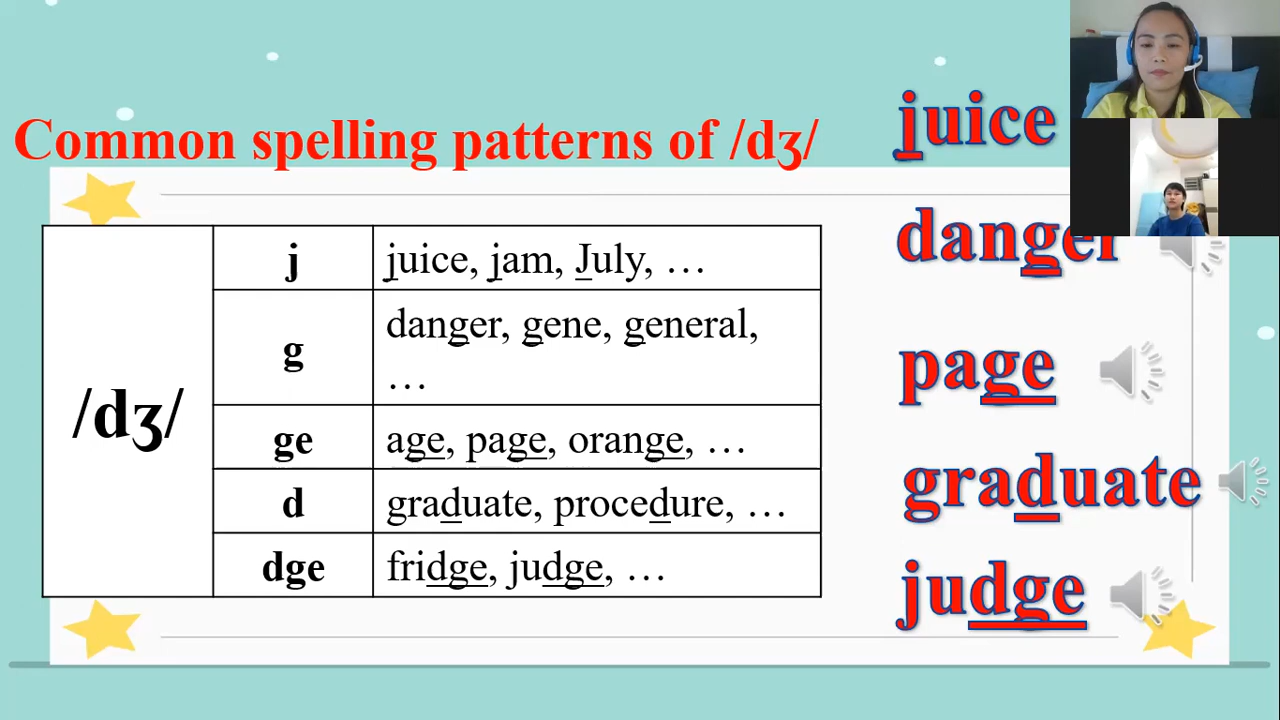 Common spelling patterns of /dʒ/
/dʒ/
j
juice, jam, July, …
g
danger, gene, general,
…
ge
age, page, orange, …
d
graduate, procedure, …
dge
fridge, judge, …
juice
danger
page
graduate
judge